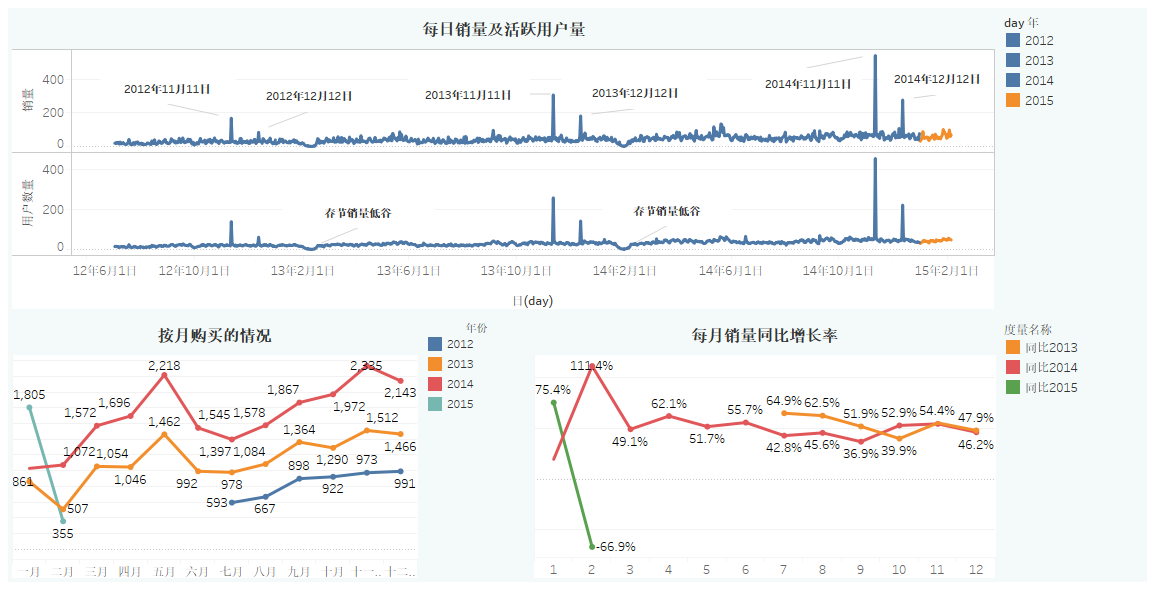 每日销量及活跃用户量
day 年
2012
2013
2014
2015
销量
400
200
0
2012年11月11日
2012年12月12日
2013年11月11日
2013年12月12日
2014年11月11日
2014年12月12日
用户数量
400
200
0
春节销量低谷
春节销量低谷
12年6月1日 12年10月1日 13年2月1日 13年6月1日 13年10月1日 14年2月1日 14年6月1日 14年10月1日 15年2月1日
日(day)
按月购买的情况
年份
2012
2013
2014
2015
1,805
1,572
1,696
2,218
1,545
1,578
1,867
1,972
2,335
2,143
861
507
1,072
1,054
1,046
1,462
992
1,397
978
1,084
1,364
1,290
1,512
1,466
355
593
667
898
922
973
991
一月 二月 三月 四月 五月 六月 七月 八月 九月 十月 十一.. 十二..
每月销量同比增长率
度量名称
同比2013
同比2014
同比2015
75.4%
111.4%
49.1%
62.1%
51.7%
55.7%
64.9%
62.5%
51.9%
52.9%
54.4%
47.9%
42.8%
45.6%
36.9%
39.9%
46.2%
-66.9%
1 2 3 4 5 6 7 8 9 10 11 12